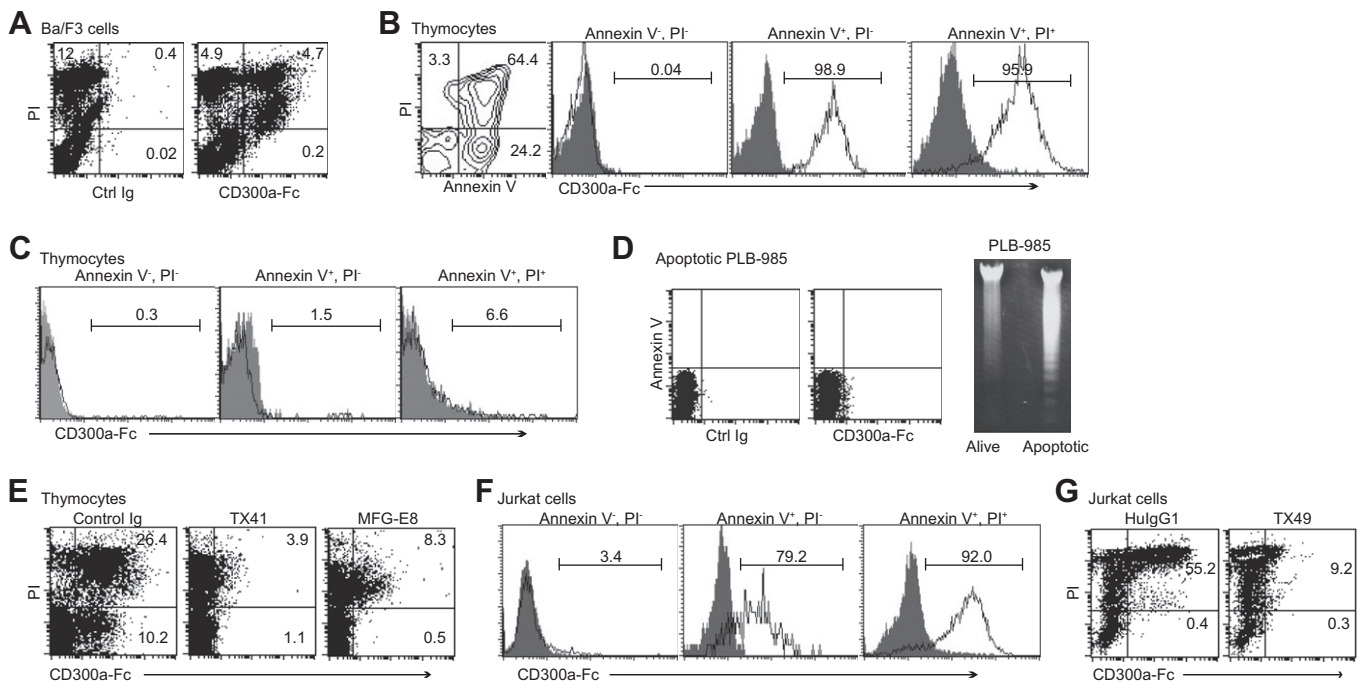 A Ba/F3 cells
12 0.4
0.02
PI
Ctrl Ig
4.9 4.7
0.2
CD300a-Fc
B Thymocytes
3.3 64.4
24.2
PI
Annexin V
Annexin V-, PI-
0.04
Annexin V+, PI-
98.9
Annexin V+, PI+
95.9
CD300a-Fc
C Thymocytes
Annexin V-, PI-
0.3
Annexin V+, PI-
1.5
Annexin V+, PI+
6.6
CD300a-Fc
D Apoptotic PLB-985
Annexin V
Ctrl Ig
CD300a-Fc
PLB-985
Alive Apoptotic
E Thymocytes
Control Ig
26.4
10.2
TX41
3.9
1.1
MFG-E8
8.3
0.5
PI
CD300a-Fc
F Jurkat cells
Annexin V-, PI-
3.4
Annexin V+, PI-
79.2
Annexin V+, PI+
92.0
CD300a-Fc
G Jurkat cells
HuIgG1
55.2
0.4
TX49
9.2
0.3
PI
CD300a-Fc